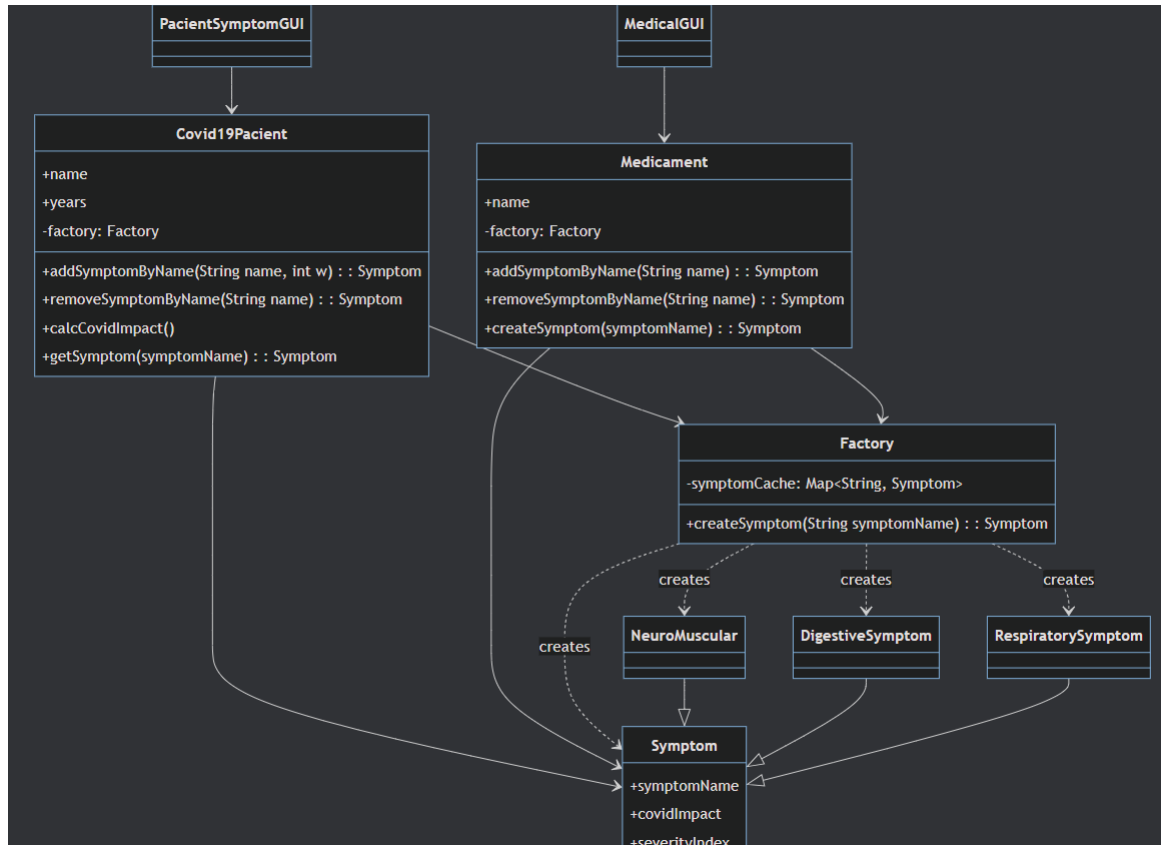 PacientSymptomGUI
MedicalGUI
Covid19Pacient
+name
+years
-factory: Factory
+addSymptomByName(String name, int w) : : Symptom
+removeSymptomByName(String name) : : Symptom
+calcCovidImpact()
+getSymptom(symptomName) : : Symptom
Medicament
+name
-factory: Factory
+addSymptomByName(String name) : : Symptom
+removeSymptomByName(String name) : : Symptom
+createSymptom(symptomName) : : Symptom
Factory
-symptomCache: Map<String, Symptom>
+createSymptom(String symptomName) : : Symptom
creates
creates
creates
creates
NeuroMuscular
DigestiveSymptom
RespiratorySymptom
Symptom
+symptomName
+covidImpact
+severityIndex